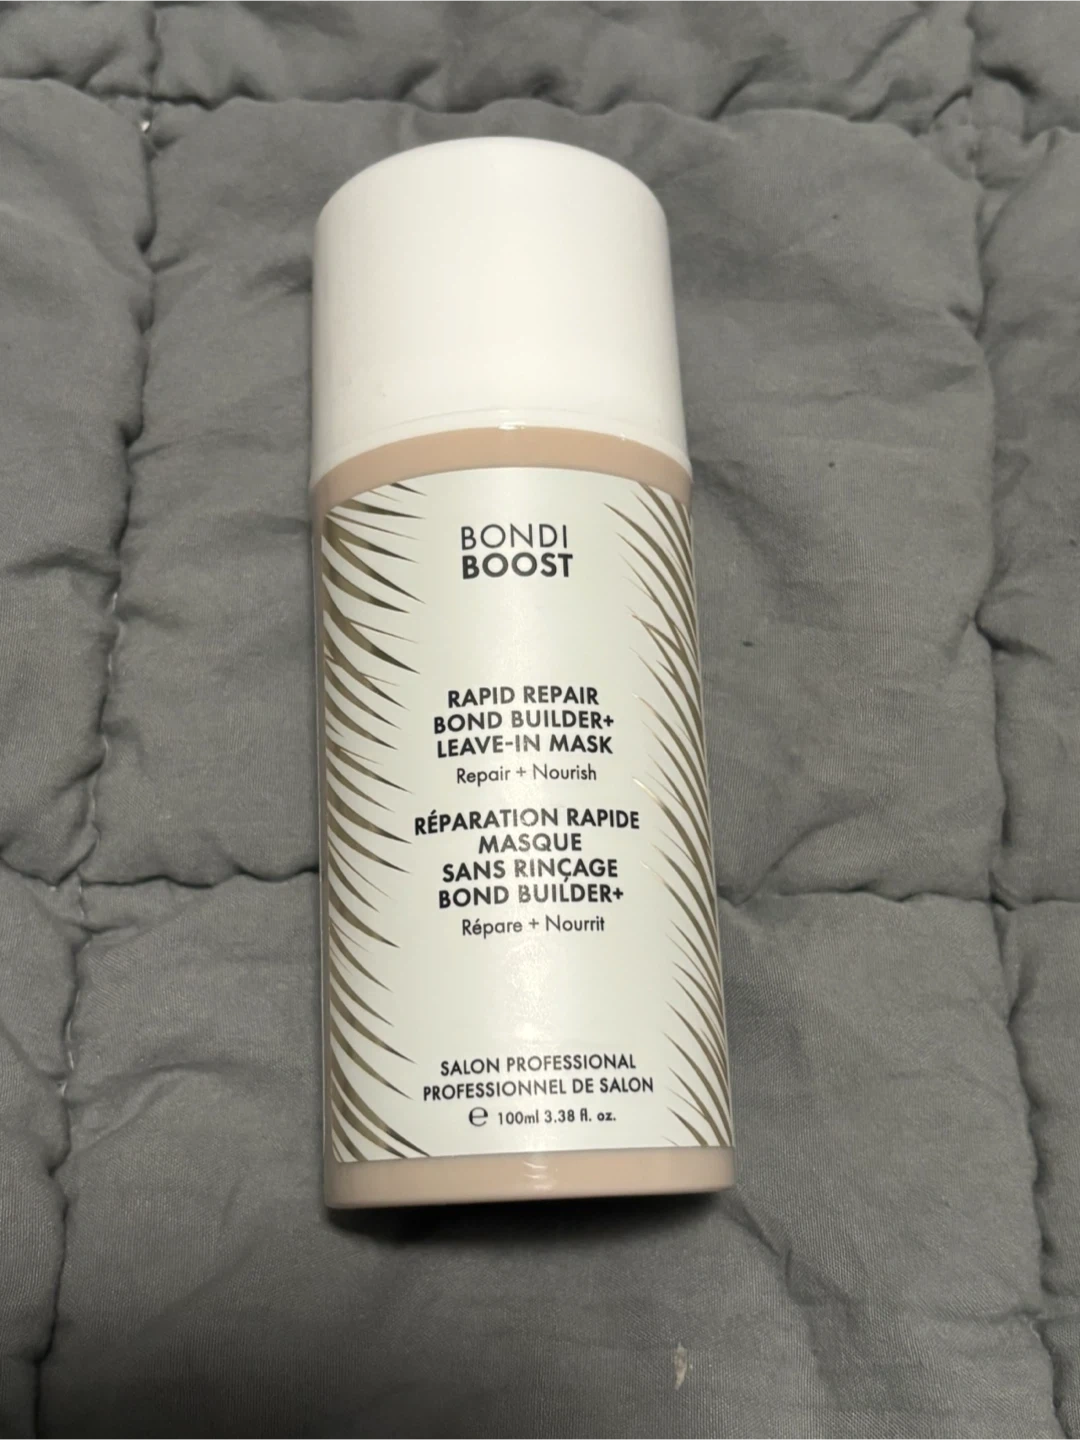 BONDI
BOOST
RAPID REPAIR
BOND BUILDER+
LEAVE-IN MASK
Repair + Nourish
RÉPARATION RAPIDE
MASQUE
SANS RINÇAGE
BOND BUILDER+
Répare + Nourrit
SALON PROFESSIONAL
PROFESSIONNEL DE SALON
℮ 100ml 3.38 fl. oz.